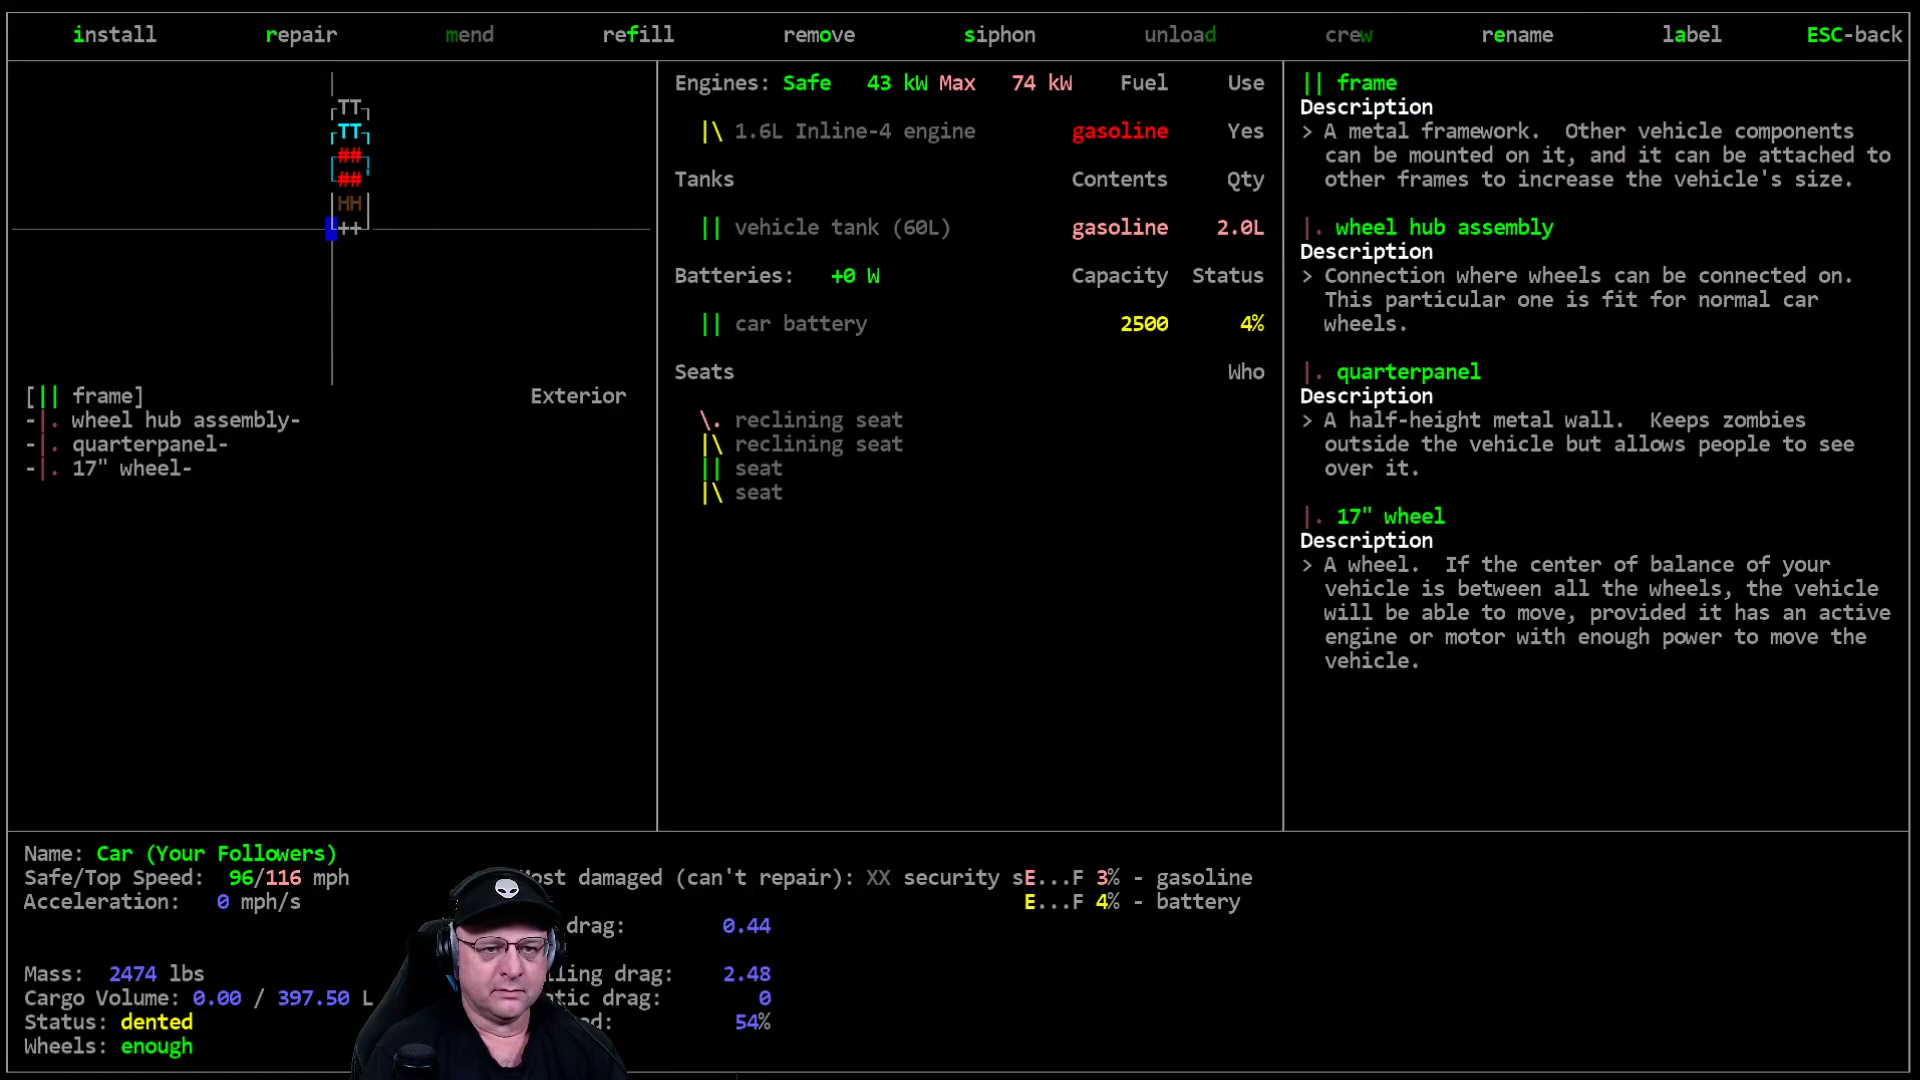 install repair mend refill remove siphon unload crew rename label ESC-back
┌TT┐
┌TT┐
##
##
HH
└++┘
[|| frame] Exterior
-|. wheel hub assembly-
-|. quarterpanel-
-|. 17" wheel-
Engines: Safe 43 kW Max 74 kW Fuel Use
|\ 1.6L Inline-4 engine gasoline Yes
Tanks Contents Qty
|| vehicle tank (60L) gasoline 2.0L
Batteries: +0 W Capacity Status
|| car battery 2500 4%
Seats Who
\. reclining seat
|\ reclining seat
|| seat
|\ seat
|| frame
Description
> A metal framework. Other vehicle components
can be mounted on it, and it can be attached to
other frames to increase the vehicle's size.
|. wheel hub assembly
Description
> Connection where wheels can be connected on.
This particular one is fit for normal car
wheels.
|. quarterpanel
Description
> A half-height metal wall. Keeps zombies
outside the vehicle but allows people to see
over it.
|. 17" wheel
Description
> A wheel. If the center of balance of your
vehicle is between all the wheels, the vehicle
will be able to move, provided it has an active
engine or motor with enough power to move the
vehicle.
Name: Car (Your Followers)
Safe/Top Speed: 96/116 mph
Acceleration: 0 mph/s
Mass: 2474 lbs
Cargo Volume: 0.00 / 397.50 L
Status: dented
Wheels: enough
damaged (can't repair): XX security sE...F 3% - gasoline
E...F 4% - battery
drag: 0.44
drag: 2.48
drag: 0
54%